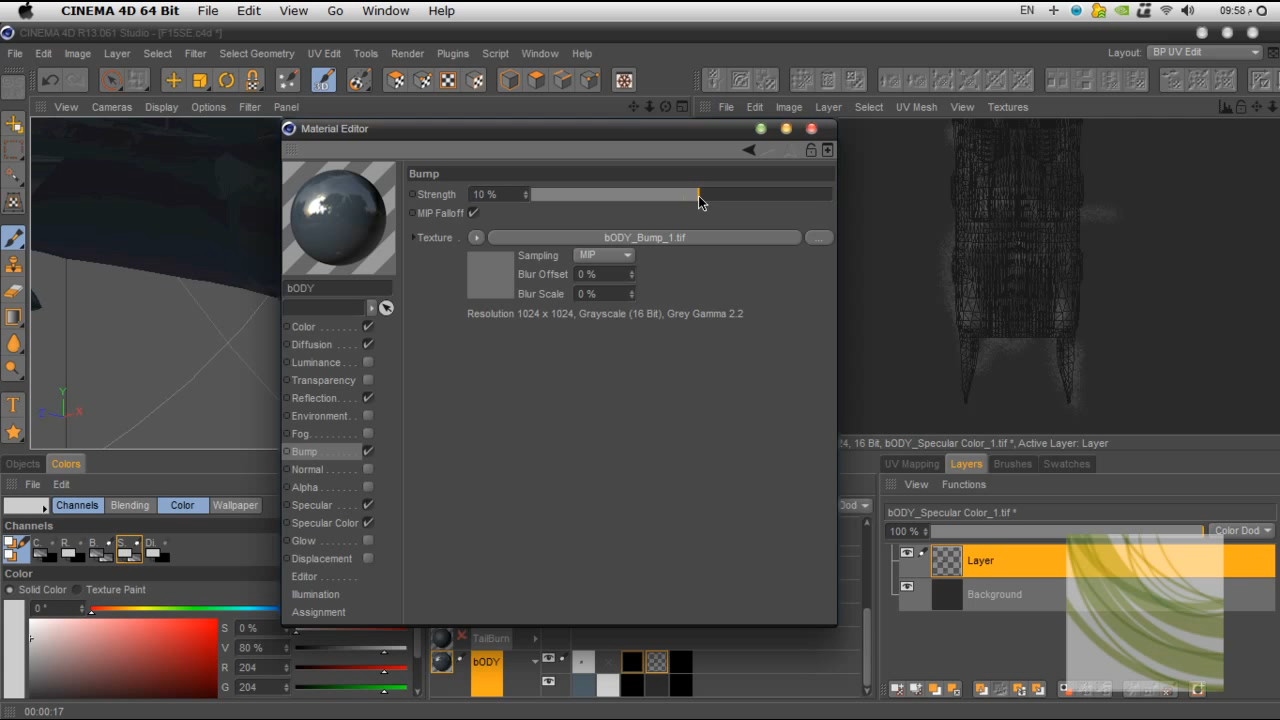 CINEMA 4D 64 Bit File Edit View Go Window Help EN 09:58 م
CINEMA 4D R13.061 Studio - [F15SE.c4d *]
File Edit Image Layer Select Filter Select Geometry UV Edit Tools Render Plugins Script Window Help Layout: BP UV Edit
View Cameras Display Options Filter Panel
File Edit Image Layer Select UV Mesh View Textures
Material Editor
Bump
Strength 10 %
MIP Falloff
Texture . bODY_Bump_1.tif ...
Sampling MIP
Blur Offset 0 %
Blur Scale 0 %
Resolution 1024 x 1024, Grayscale (16 Bit), Grey Gamma 2.2
bODY
Color . . . . . . .
Diffusion . . . .
Luminance . . .
Transparency
Reflection. . . .
Environment. .
Fog. . . . . . . . .
Bump . . . . . . .
Normal . . . . . .
Alpha . . . . . . .
Specular . . . .
Specular Color
Glow . . . . . . .
Displacement
Editor . . . . . . .
Illumination
Assignment
Y
Z X
24, 16 Bit, bODY_Specular Color_1.tif *, Active Layer: Layer
Objects Colors
File Edit
Channels Blending Color Wallpaper
Channels
C. R. B. S. Di.
Color
Solid Color Texture Paint
0 °
S 0 %
V 80 %
R 204
G 204
TailBurn
bODY
Dod
UV Mapping Layers Brushes Swatches
View Functions
bODY_Specular Color_1.tif *
100 % Color Dod
Layer
Background
00:00:17